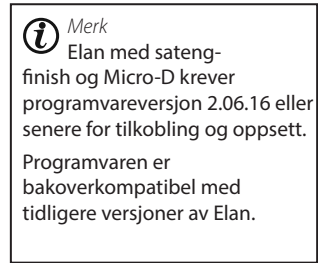 Merk
Elan med sateng-
finish og Micro-D krever
programvareversjon 2.06.16 eller
senere for tilkobling og oppsett.
Programvaren er
bakoverkompatibel med
tidligere versjoner av Elan.